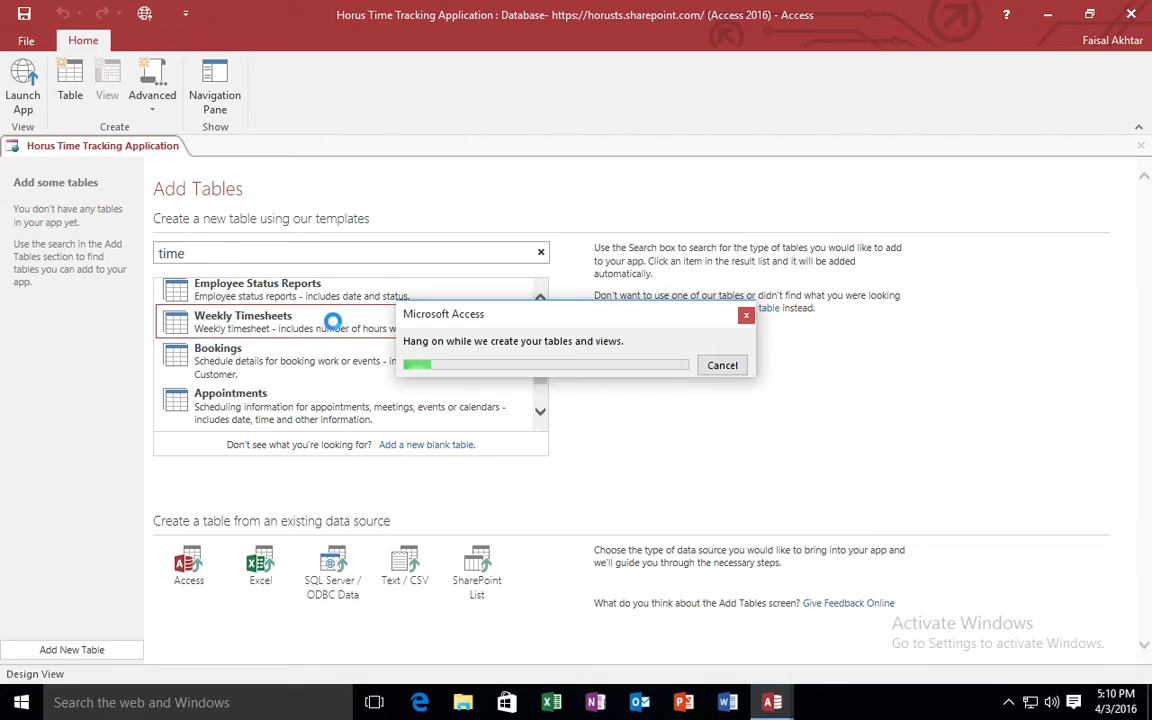 Horus Time Tracking Application : Database- https://horusts.sharepoint.com/ (Access 2016) - Access
?
File
Home
Faisal Akhtar
Launch
App
Table
View
Advanced
Navigation
Pane
View
Create
Show
Horus Time Tracking Application
Add some tables
You don't have any tables
in your app yet.
Use the search in the Add
Tables section to find
tables you can add to your
app.
Add Tables
Create a new table using our templates
time
Employee Status Reports
Employee status reports - includes date and status.
Weekly Timesheets
Weekly timesheet - includes number of hours w
Bookings
Schedule details for booking work or events - in
Customer.
Appointments
Scheduling information for appointments, meetings, events or calendars -
includes date, time and other information.
Don't see what you're looking for? Add a new blank table.
Use the Search box to search for the type of tables you would like to add
to your app. Click an item in the result list and it will be added
automatically.
Don't want to use one of our tables or didn't find what you were looking
table instead.
Microsoft Access
Hang on while we create your tables and views.
Cancel
Create a table from an existing data source
Access
Excel
SQL Server /
ODBC Data
Text / CSV
SharePoint
List
Choose the type of data source you would like to bring into your app and
we'll guide you through the necessary steps.
What do you think about the Add Tables screen? Give Feedback Online
Activate Windows
Go to Settings to activate Windows.
Add New Table
Design View
Search the web and Windows
5:10 PM
4/3/2016